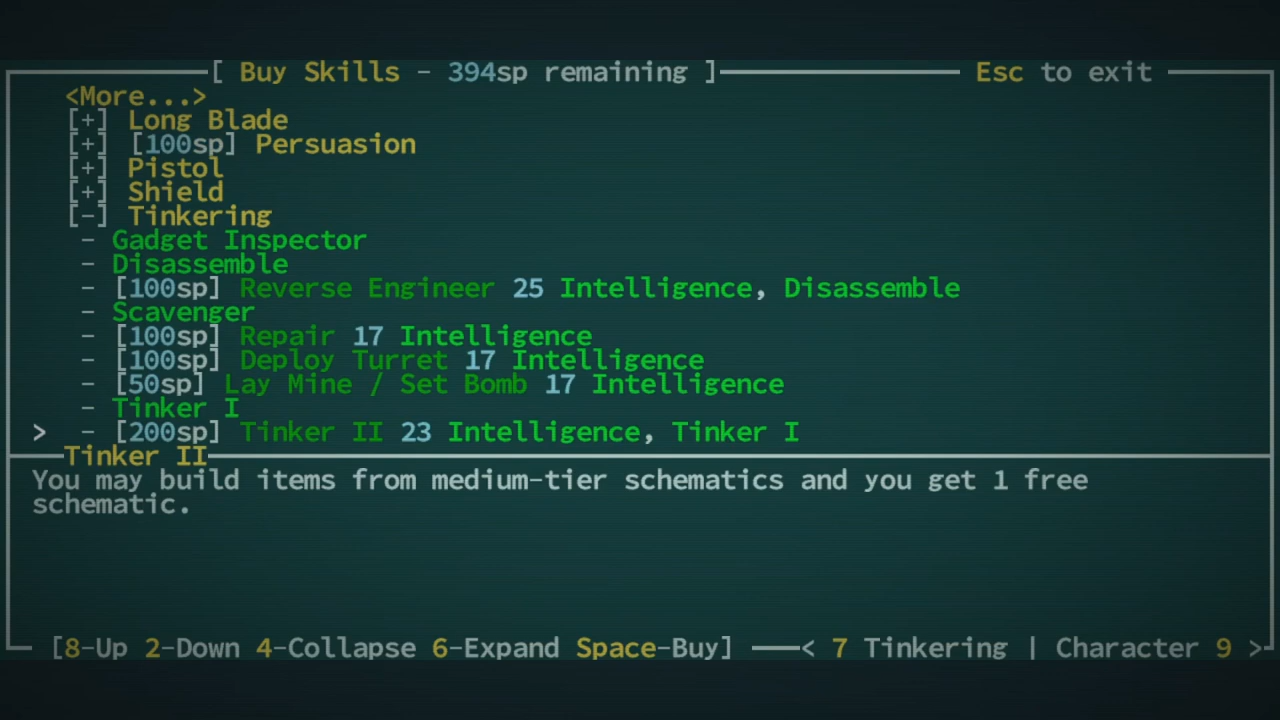 [ Buy Skills - 394sp remaining ] Esc to exit
<More...>
[+] Long Blade
[+] [100sp] Persuasion
[+] Pistol
[+] Shield
[-] Tinkering
- Gadget Inspector
- Disassemble
- [100sp] Reverse Engineer 25 Intelligence, Disassemble
- Scavenger
- [100sp] Repair 17 Intelligence
- [100sp] Deploy Turret 17 Intelligence
- [50sp] Lay Mine / Set Bomb 17 Intelligence
- Tinker I
> - [200sp] Tinker II 23 Intelligence, Tinker I
Tinker II
You may build items from medium-tier schematics and you get 1 free
schematic.
[8-Up 2-Down 4-Collapse 6-Expand Space-Buy] < 7 Tinkering | Character 9 >